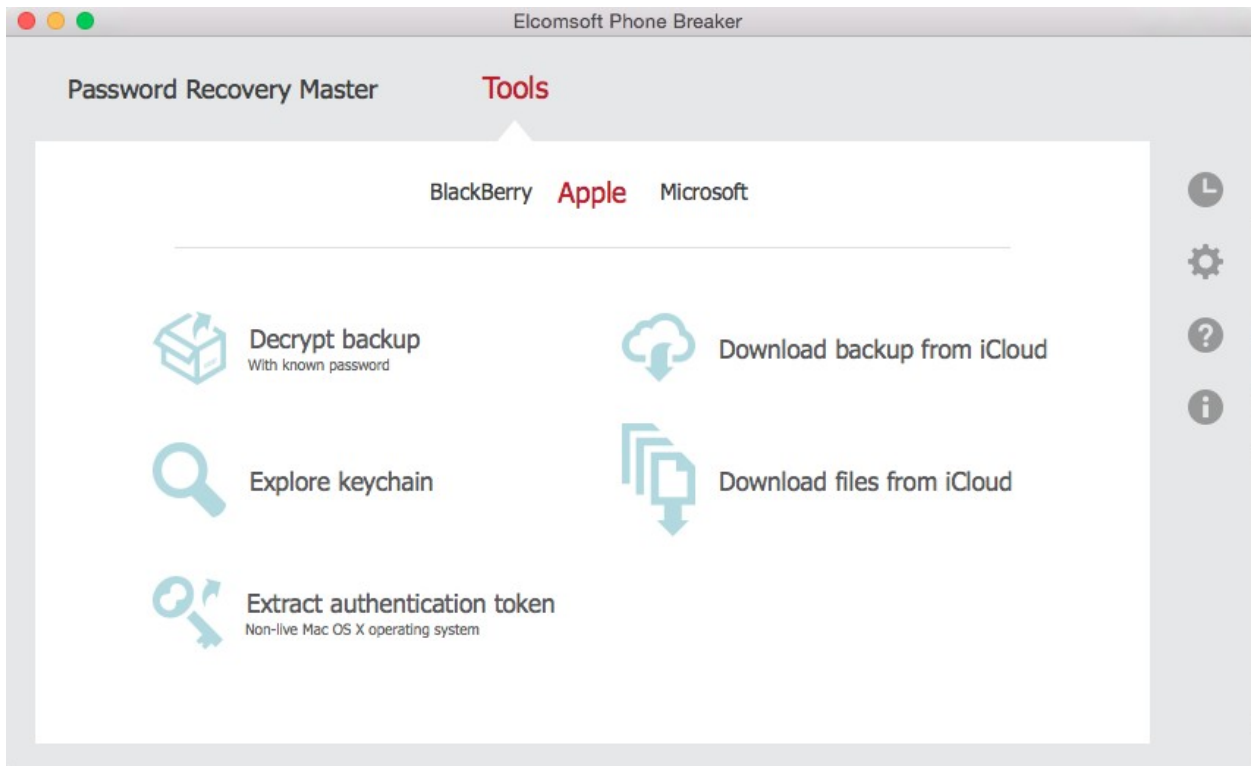 Elcomsoft Phone Breaker
Password Recovery Master
Tools
BlackBerry
Apple
Microsoft
Decrypt backup
With known password
Download backup from iCloud
Explore keychain
Download files from iCloud
Extract authentication token
Non-live Mac OS X operating system